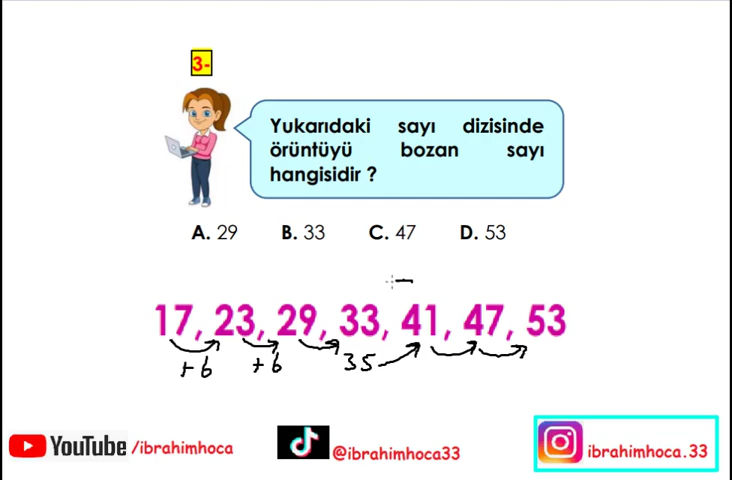 3-
Yukarıdaki sayı dizisinde
örüntüyü bozan sayı
hangisidir ?
A. 29 B. 33 C. 47 D. 53
17, 23, 29, 33, 41, 47, 53
+6 +6 35
YouTube /ibrahimhoca
@ibrahimhoca33
ibrahimhoca.33